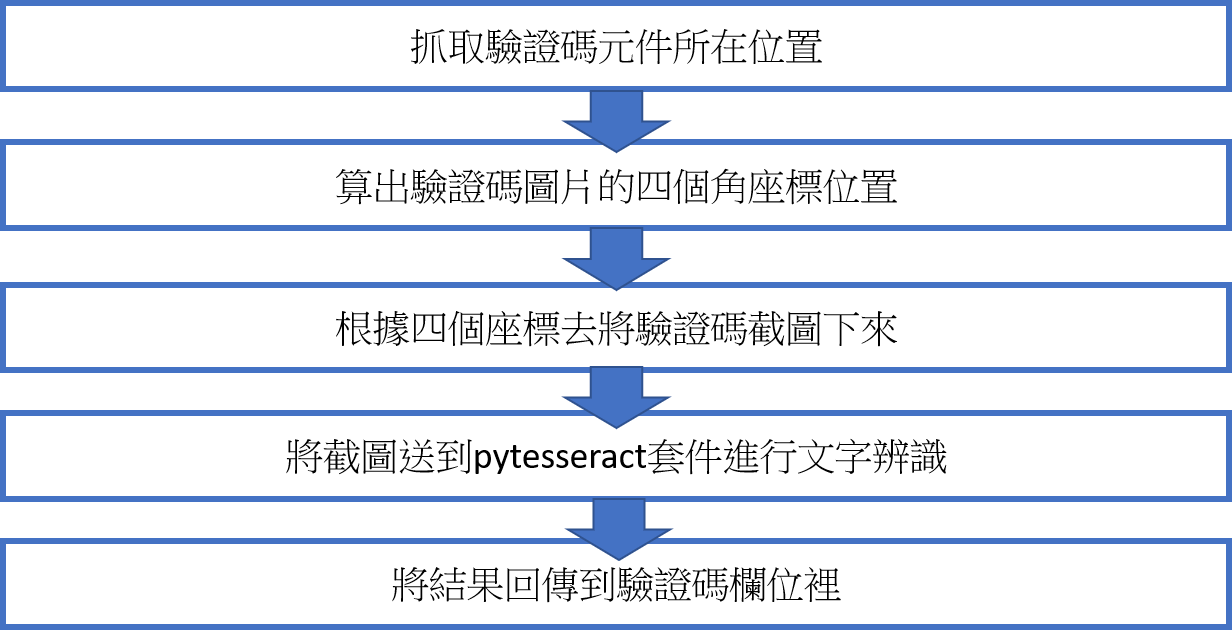 抓取驗證碼元件所在位置
算出驗證碼圖片的四個角座標位置
根據四個座標去將驗證碼截圖下來
將截圖送到pytesseract套件進行文字辨識
將結果回傳到驗證碼欄位裡